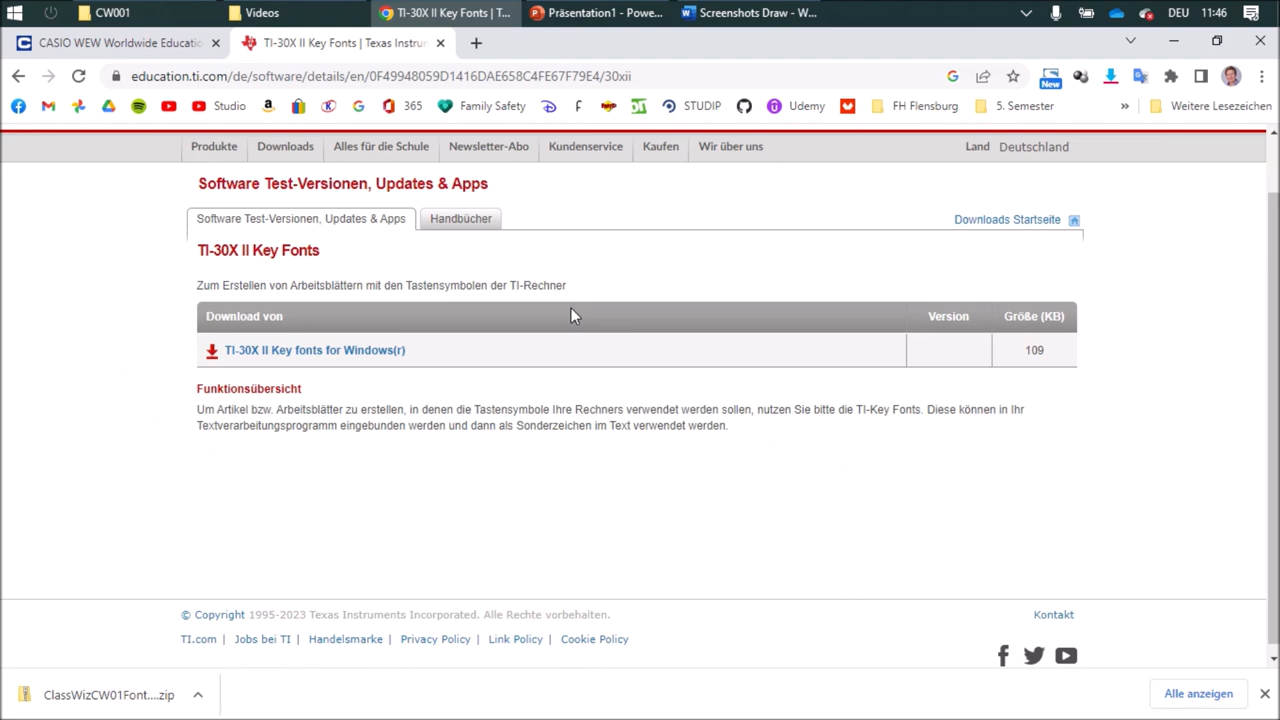 CW001
Videos
TI-30X II Key Fonts | T...
Präsentation1 - Powe...
Screenshots Draw - W...
DEU
11:46
CASIO WEW Worldwide Educatio
TI-30X II Key Fonts | Texas Instrun
education.ti.com/de/software/details/en/0F49948059D1416DAE658C4FE67F79E4/30xii
New
Studio
365
Family Safety
STUDIP
Udemy
FH Flensburg
5. Semester
»
Weitere Lesezeichen
Produkte
Downloads
Alles für die Schule
Newsletter-Abo
Kundenservice
Kaufen
Wir über uns
Land
Deutschland
Software Test-Versionen, Updates & Apps
Software Test-Versionen, Updates & Apps
Handbücher
Downloads Startseite
TI-30X II Key Fonts
Zum Erstellen von Arbeitsblättern mit den Tastensymbolen der TI-Rechner
Download von
Version
Größe (KB)
TI-30X II Key fonts for Windows(r)
109
Funktionsübersicht
Um Artikel bzw. Arbeitsblätter zu erstellen, in denen die Tastensymbole Ihre Rechners verwendet werden sollen, nutzen Sie bitte die TI-Key Fonts. Diese können in Ihr
Textverarbeitungsprogramm eingebunden werden und dann als Sonderzeichen im Text verwendet werden.
© Copyright 1995-2023 Texas Instruments Incorporated. Alle Rechte vorbehalten.
Kontakt
TI.com | Jobs bei TI | Handelsmarke | Privacy Policy | Link Policy | Cookie Policy
ClassWizCW01Font....zip
Alle anzeigen